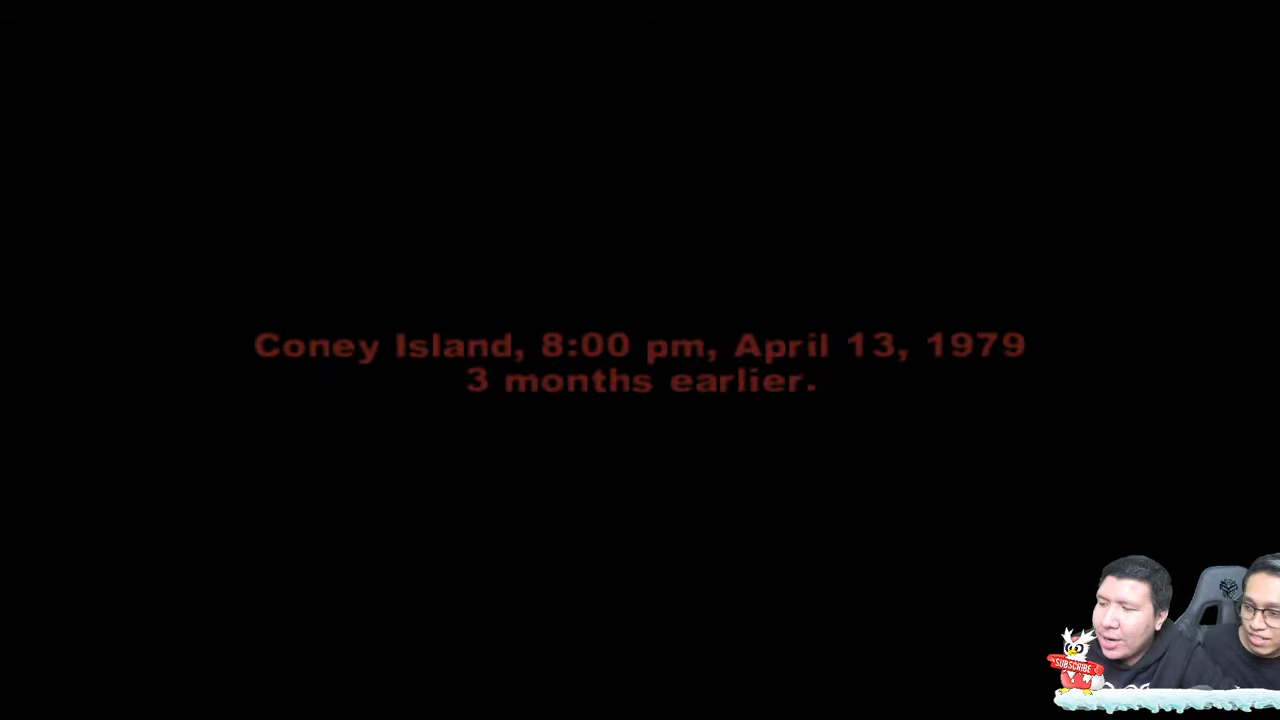 Coney Island, 8:00 pm, April 13, 1979
3 months earlier.
SUBSCRIBE